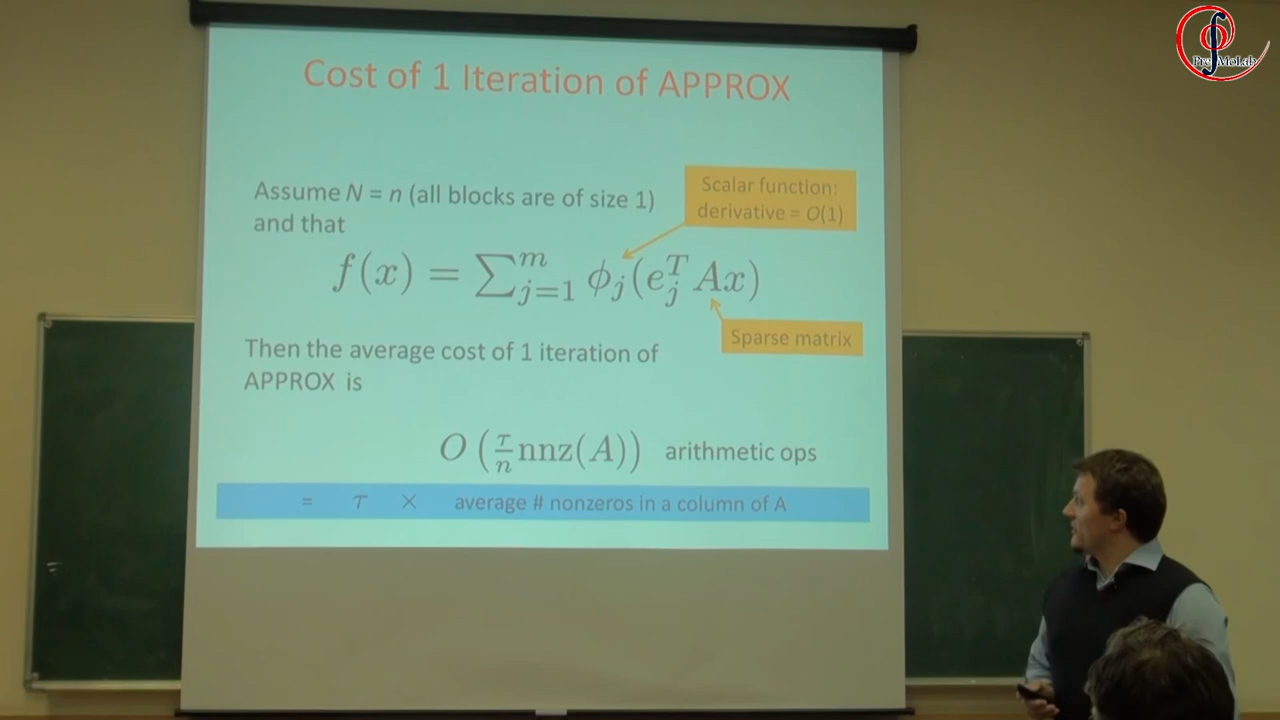 Cost of 1 Iteration of APPROX
Assume N = n (all blocks are of size 1)
and that
Scalar function:
derivative = O(1)
f(x) = ∑_{j=1}^{m} ϕ_j(e_j^T Ax)
Sparse matrix
Then the average cost of 1 iteration of
APPROX is
O(τ/n nnz(A)) arithmetic ops
= τ × average # nonzeros in a column of A
PreMoLab